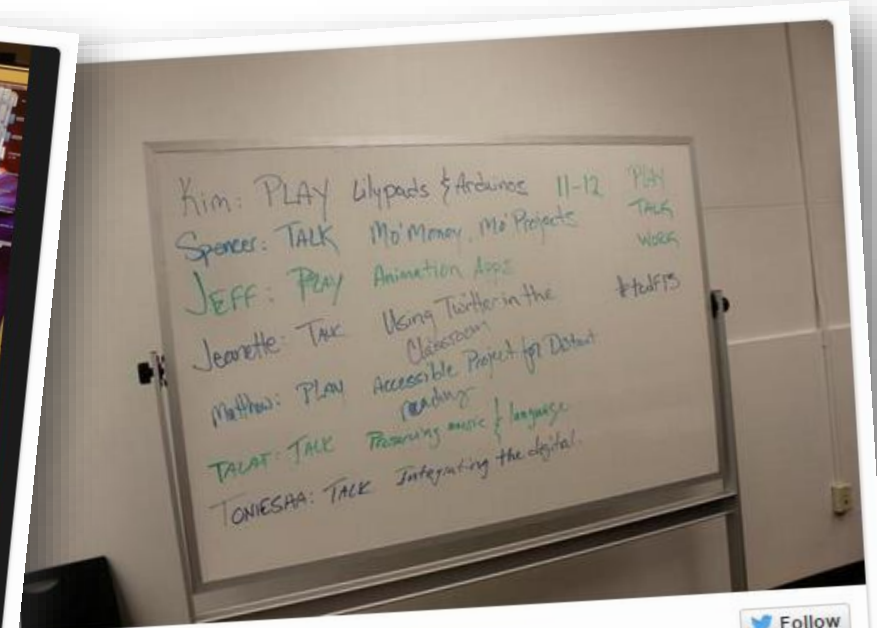 Kim: PLAY Lilypads & Arduinos 11-12 PLAY
Spencer: TALK Mo' Money, Mo' Projects TALK
JEFF: PLAY Animation Apps WORK
Jeanette: TALK Using Twitter in the Classroom #tcdf13
Matthew: PLAY Accessible Project for Distant reading
TALAT: TALK Preserving music & language
TONIESHA: TALK Integrating the digital.
Follow